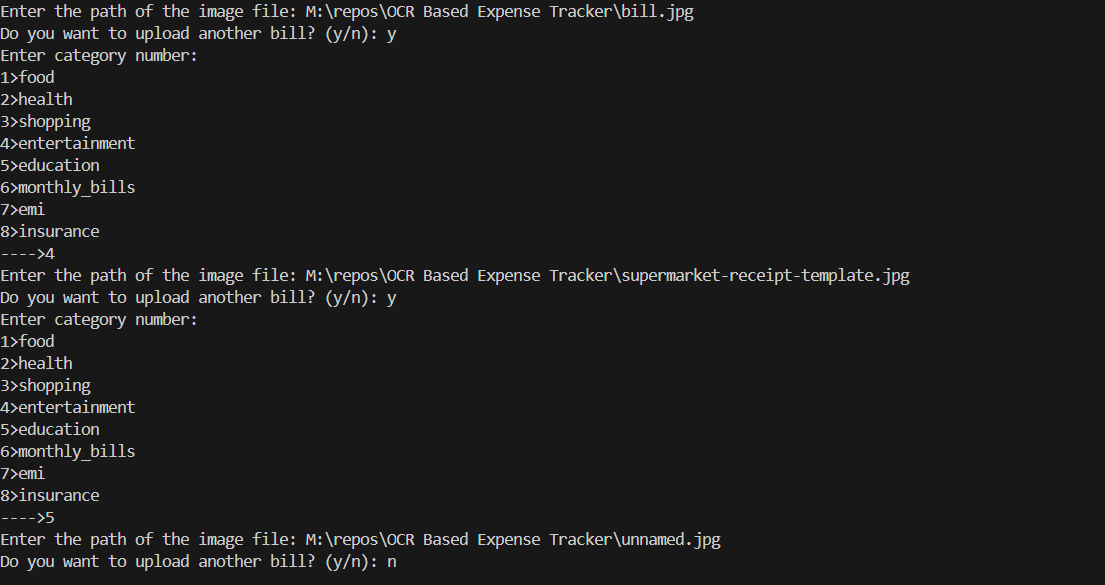 Enter the path of the image file: M:\repos\OCR Based Expense Tracker\bill.jpg
Do you want to upload another bill? (y/n): y
Enter category number:
1>food
2>health
3>shopping
4>entertainment
5>education
6>monthly_bills
7>emi
8>insurance
---->4
Enter the path of the image file: M:\repos\OCR Based Expense Tracker\supermarket-receipt-template.jpg
Do you want to upload another bill? (y/n): y
Enter category number:
1>food
2>health
3>shopping
4>entertainment
5>education
6>monthly_bills
7>emi
8>insurance
---->5
Enter the path of the image file: M:\repos\OCR Based Expense Tracker\unnamed.jpg
Do you want to upload another bill? (y/n): n